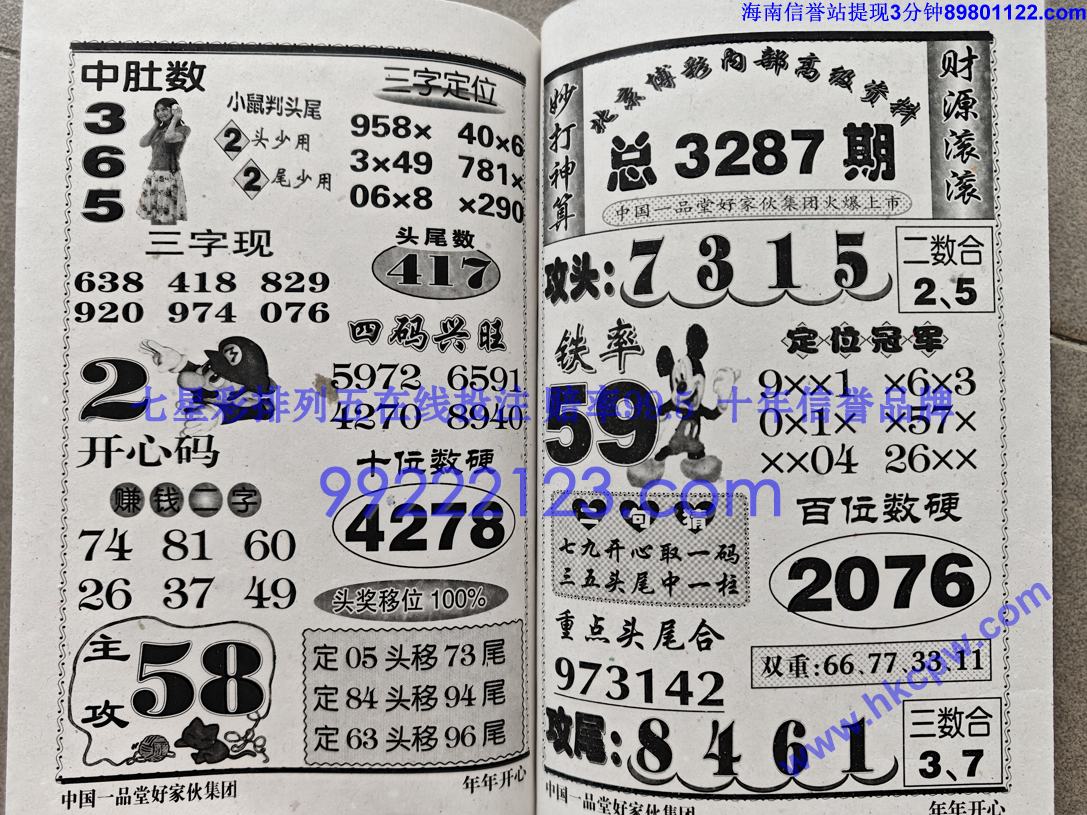 海南信誉站提现3分钟89801122.com
中肚数
3
6
5
小鼠判头尾
2头少用
2尾少用
三字定位
958× 40×6
3×49 781×
06×8 ×290
三字现
638 418 829
920 974 076
头尾数
417
2
开心码
四码兴旺
5972 6591
4270 8940
十位数硬
4278
赚钱二字
74 81 60
26 37 49
头奖移位100%
主攻
58
定05头移73尾
定84头移94尾
定63头移96尾
中国一品堂好家伙集团
年年开心
妙打神算
北京博彩内部高级资料
总3287期
中国一品堂好家伙集团火爆上市
财源滚滚
攻头：7 3 1 5
二数合
2、5
铁率
59
定位冠军
9××1 ×6×3
0×1× ×57×
××04 26××
三句猜
七九开心取一码
三五头尾中一柱
百位数硬
2076
重点头尾合
973142
双重:66、77、33、11
攻尾：8 4 6 1
三数合
3、7
中国一品堂好家伙集团
年年开心
七星彩排列五在线投注 赔率 十年信誉品牌
99222123.com
www.hkcpw.com